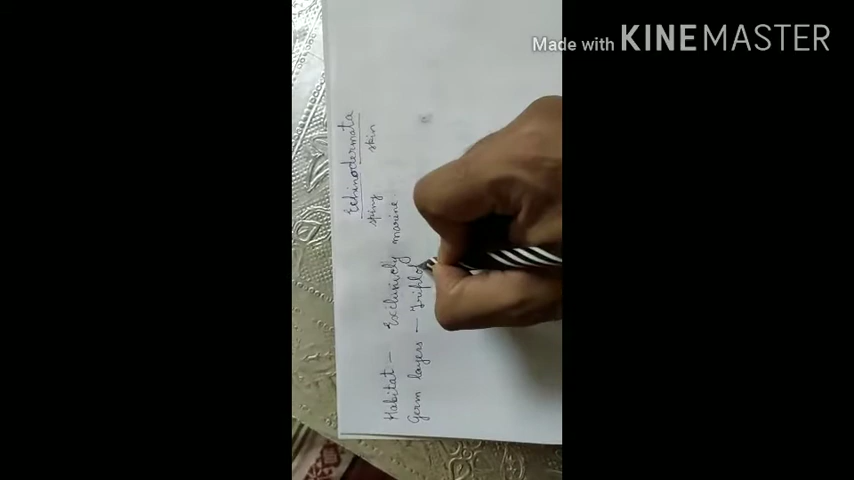 Made with KINEMASTER
Echinodermata
spiny skin
Habitat - Exclusively marine.
Germ layers - Triplo